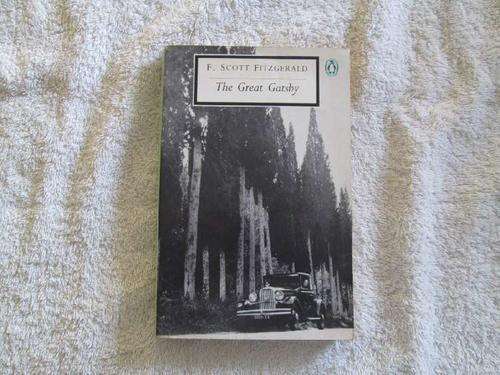 F. SCOTT FITZGERALD
The Great Gatsby